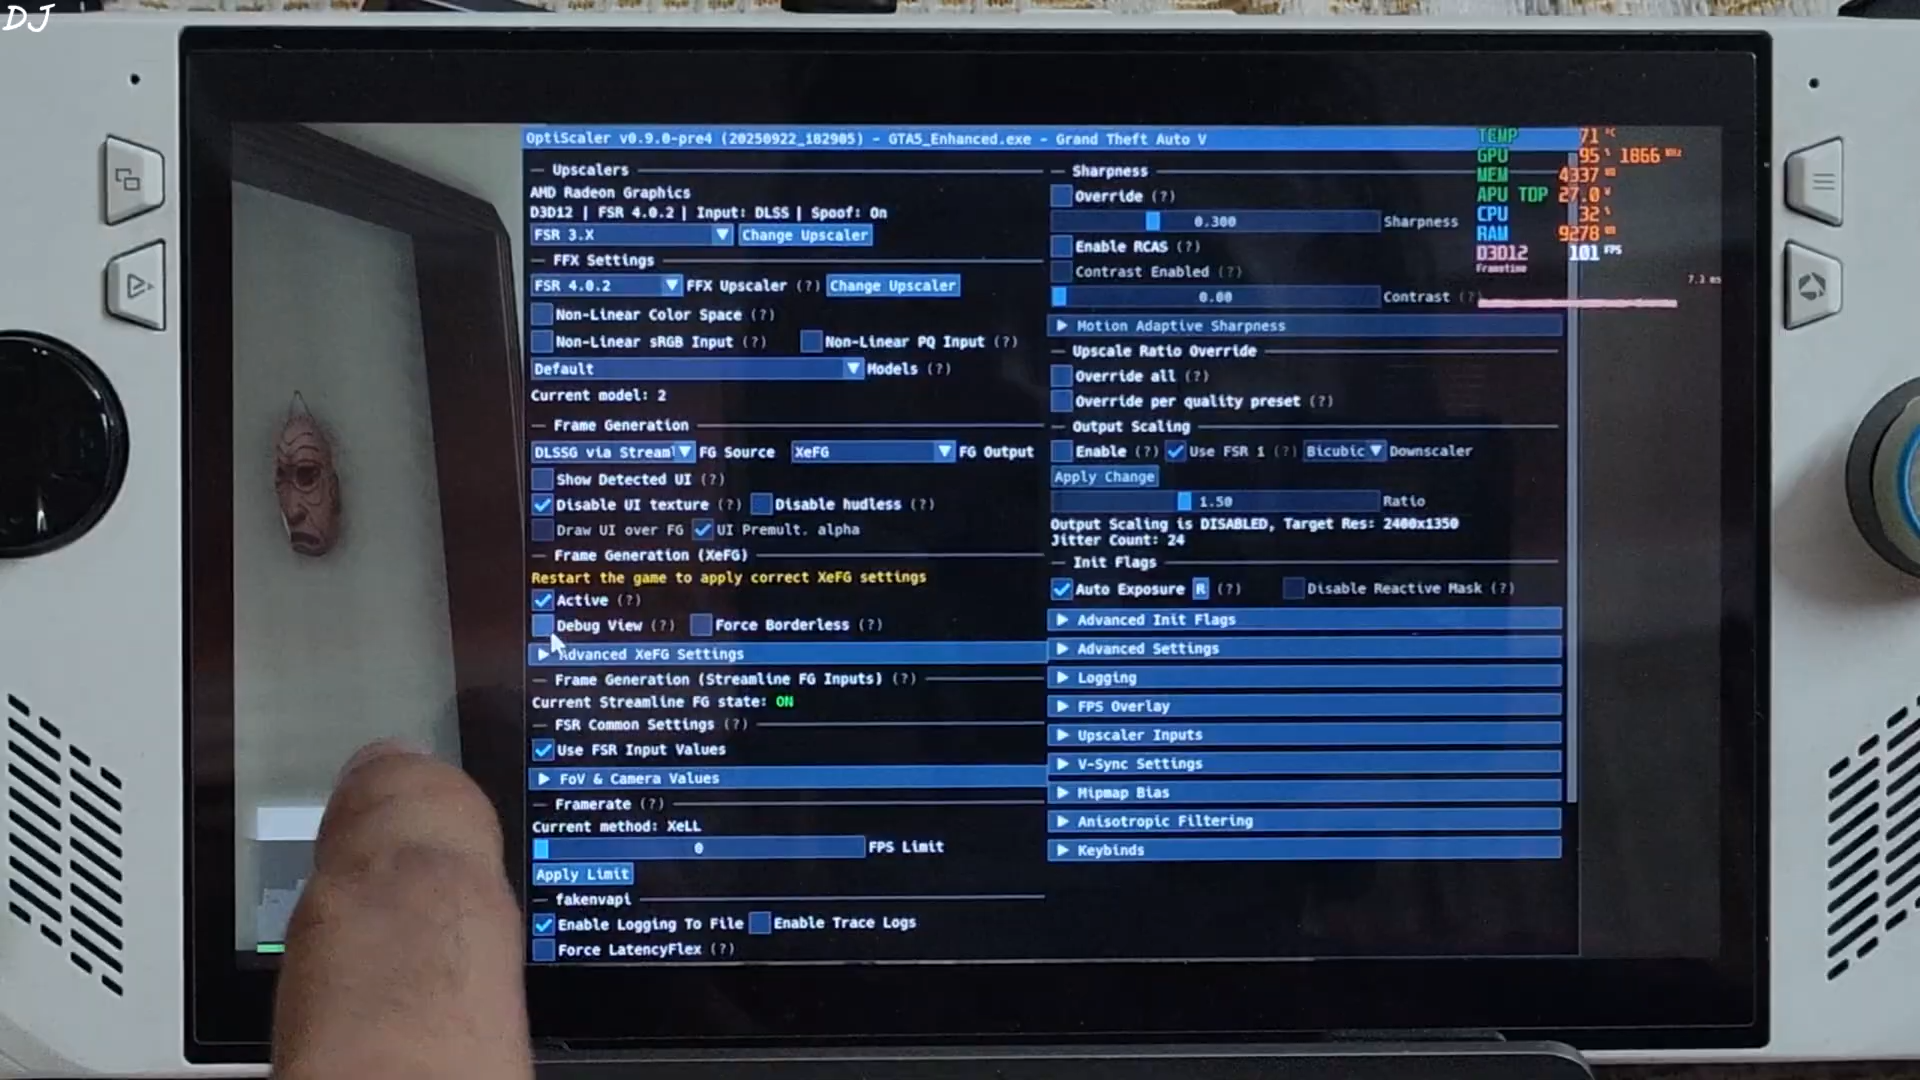 DJ
OptiScaler v0.9.0-pre4 (20250922_182905) - GTA5_Enhanced.exe - Grand Theft Auto V
Upscalers
AMD Radeon Graphics
D3D12 | FSR 4.0.2 | Input: DLSS | Spoof: On
FSR 3.X Change Upscaler
FFX Settings
FSR 4.0.2 FFX Upscaler (?) Change Upscaler
Non-Linear Color Space (?)
Non-Linear sRGB Input (?) Non-Linear PQ Input (?)
Default Models (?)
Current model: 2
Frame Generation
DLSSG via Stream FG Source XeFG FG Output
Show Detected UI (?)
Disable UI texture (?) Disable hudless (?)
Draw UI over FG UI Premult. alpha
Frame Generation (XeFG)
Restart the game to apply correct XeFG settings
Active (?)
Debug View (?) Force Borderless (?)
Advanced XeFG Settings
Frame Generation (Streamline FG Inputs) (?)
Current Streamline FG state: ON
FSR Common Settings (?)
Use FSR Input Values
FoV & Camera Values
Framerate (?)
Current method: XeLL
0 FPS Limit
Apply Limit
fakenvapi
Enable Logging To File Enable Trace Logs
Force LatencyFlex (?)
Sharpness
Override (?)
0.300 Sharpness
Enable RCAS (?)
Contrast Enabled (?)
0.00 Contrast (?)
Motion Adaptive Sharpness
Upscale Ratio Override
Override all (?)
Override per quality preset (?)
Output Scaling
Enable (?) Use FSR 1 (?) Bicubic Downscaler
Apply Change
1.50 Ratio
Output Scaling is DISABLED, Target Res: 2400x1350
Jitter Count: 24
Init Flags
Auto Exposure R (?) Disable Reactive Mask (?)
Advanced Init Flags
Advanced Settings
Logging
FPS Overlay
Upscaler Inputs
V-Sync Settings
Mipmap Bias
Anisotropic Filtering
Keybinds
TEMP 71 °C
GPU 95 % 1866 MHz
MEM 4337 MB
APU TDP 27.0 W
CPU 32 %
RAM 9278 MB
D3D12 101 FPS
Frametime
7.3 ms